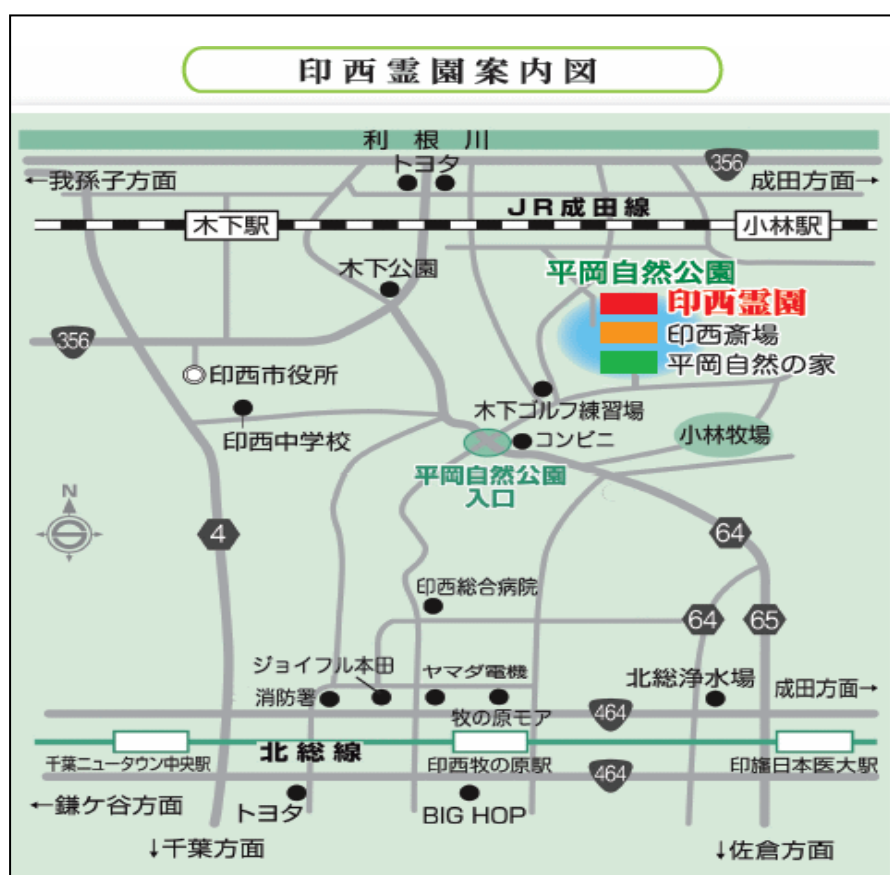 印西霊園案内図
利根川
トヨタ
356
←我孫子方面
成田方面→
JR成田線
木下駅
小林駅
木下公園
平岡自然公園
印西霊園
印西斎場
平岡自然の家
356
印西市役所
木下ゴルフ練習場
印西中学校
コンビニ
小林牧場
平岡自然公園
入口
N
4
64
印西総合病院
64
65
ジョイフル本田
ヤマダ電機
消防署
北総浄水場
成田方面→
牧の原モア
464
北総線
千葉ニュータウン中央駅
印西牧の原駅
印旛日本医大駅
464
←鎌ケ谷方面
トヨタ
BIG HOP
↓千葉方面
↓佐倉方面